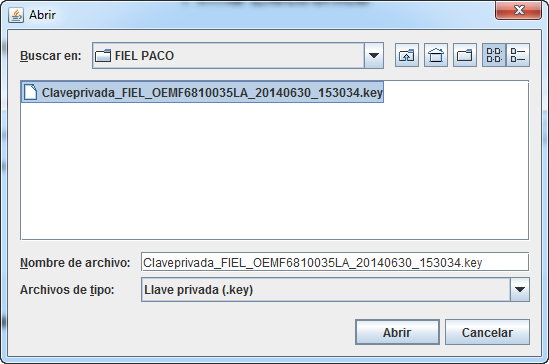 Abrir
Buscar en: FIEL PACO
Claveprivada_FIEL_OEMF6810035LA_20140630_153034.key
Nombre de archivo: Claveprivada_FIEL_OEMF6810035LA_20140630_153034.key
Archivos de tipo: Llave privada (.key)
Abrir Cancelar